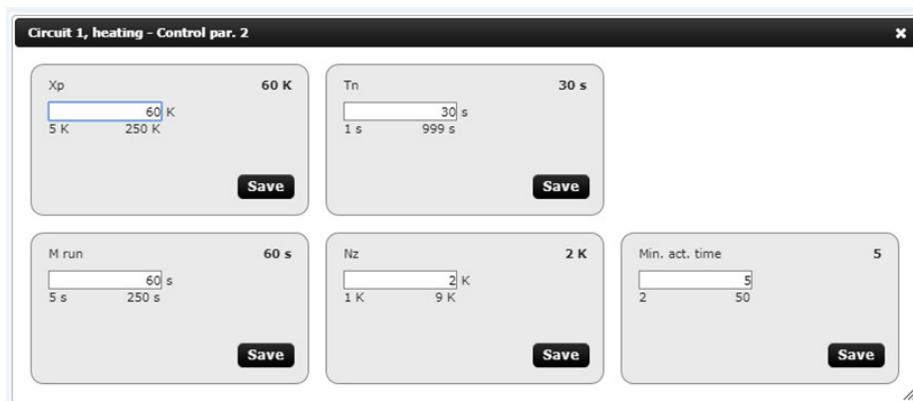 Circuit 1, heating - Control par. 2
Xp 60 K
60 K
5 K 250 K
Save
Tn 30 s
30 s
1 s 999 s
Save
M run 60 s
60 s
5 s 250 s
Save
Nz 2 K
2 K
1 K 9 K
Save
Min. act. time 5
5
2 50
Save